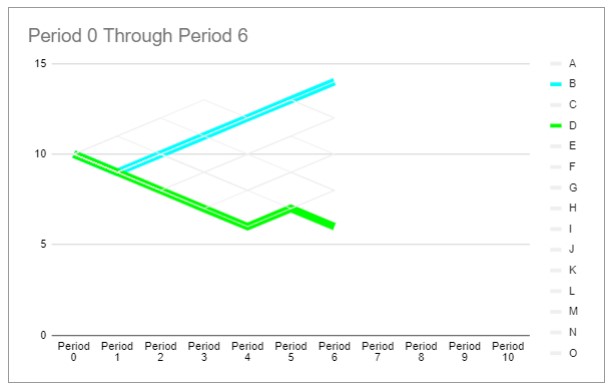 Period 0 Through Period 6
15
10
5
0
Period 0
Period 1
Period 2
Period 3
Period 4
Period 5
Period 6
Period 7
Period 8
Period 9
Period 10
A
B
C
D
E
F
G
H
I
J
K
L
M
N
O